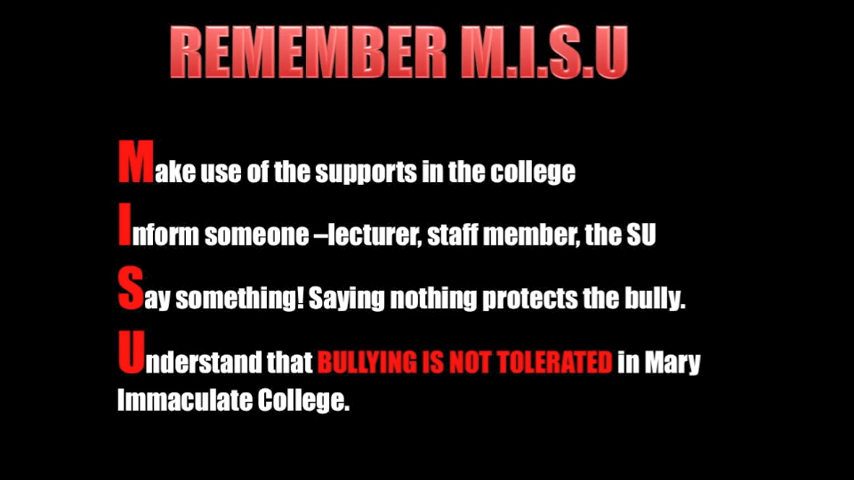 REMEMBER M.I.S.U
Make use of the supports in the college
Inform someone –lecturer, staff member, the SU
Say something! Saying nothing protects the bully.
Understand that BULLYING IS NOT TOLERATED in Mary
Immaculate College.